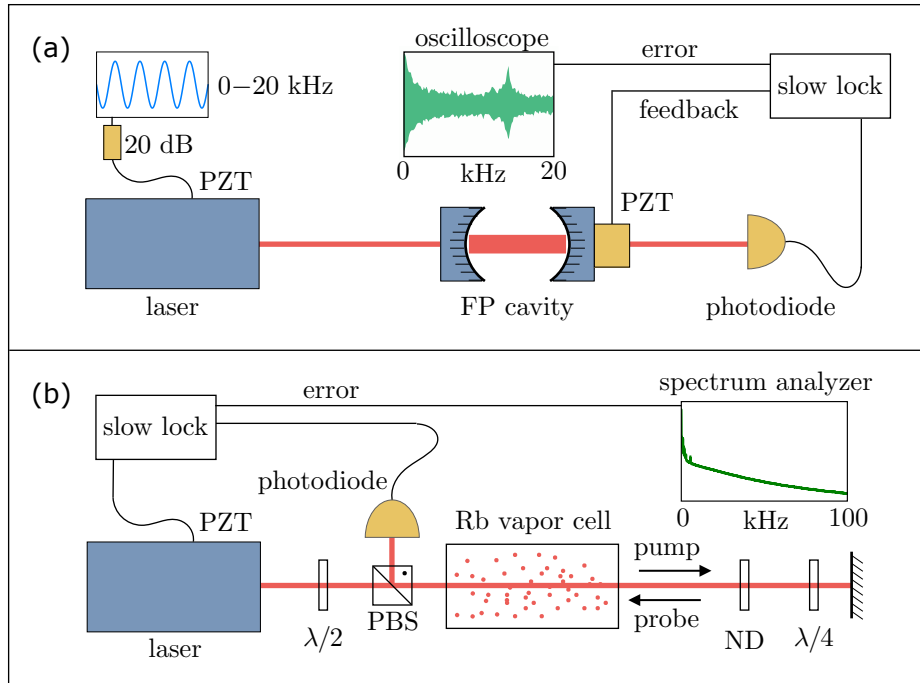 (a)
oscilloscope
error
0−20 kHz
slow lock
feedback
20 dB
PZT
0
kHz
20
PZT
laser
FP cavity
photodiode
(b)
error
spectrum analyzer
slow lock
photodiode
PZT
Rb vapor cell
0
kHz
100
pump
probe
λ/2
PBS
ND
λ/4
laser